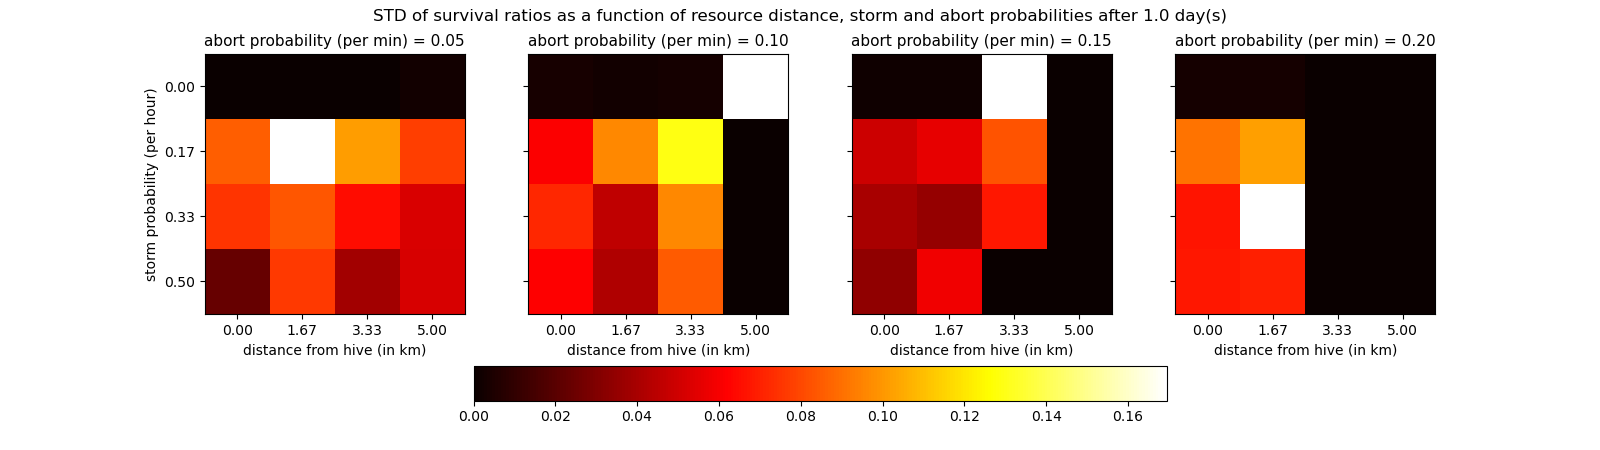 STD of survival ratios as a function of resource distance, storm and abort probabilities after 1.0 day(s)
abort probability (per min) = 0.05
abort probability (per min) = 0.10
abort probability (per min) = 0.15
abort probability (per min) = 0.20
storm probability (per hour)
0.00
0.17
0.33
0.50
0.00 1.67 3.33 5.00
0.00 1.67 3.33 5.00
0.00 1.67 3.33 5.00
0.00 1.67 3.33 5.00
distance from hive (in km)
distance from hive (in km)
distance from hive (in km)
distance from hive (in km)
0.00 0.02 0.04 0.06 0.08 0.10 0.12 0.14 0.16